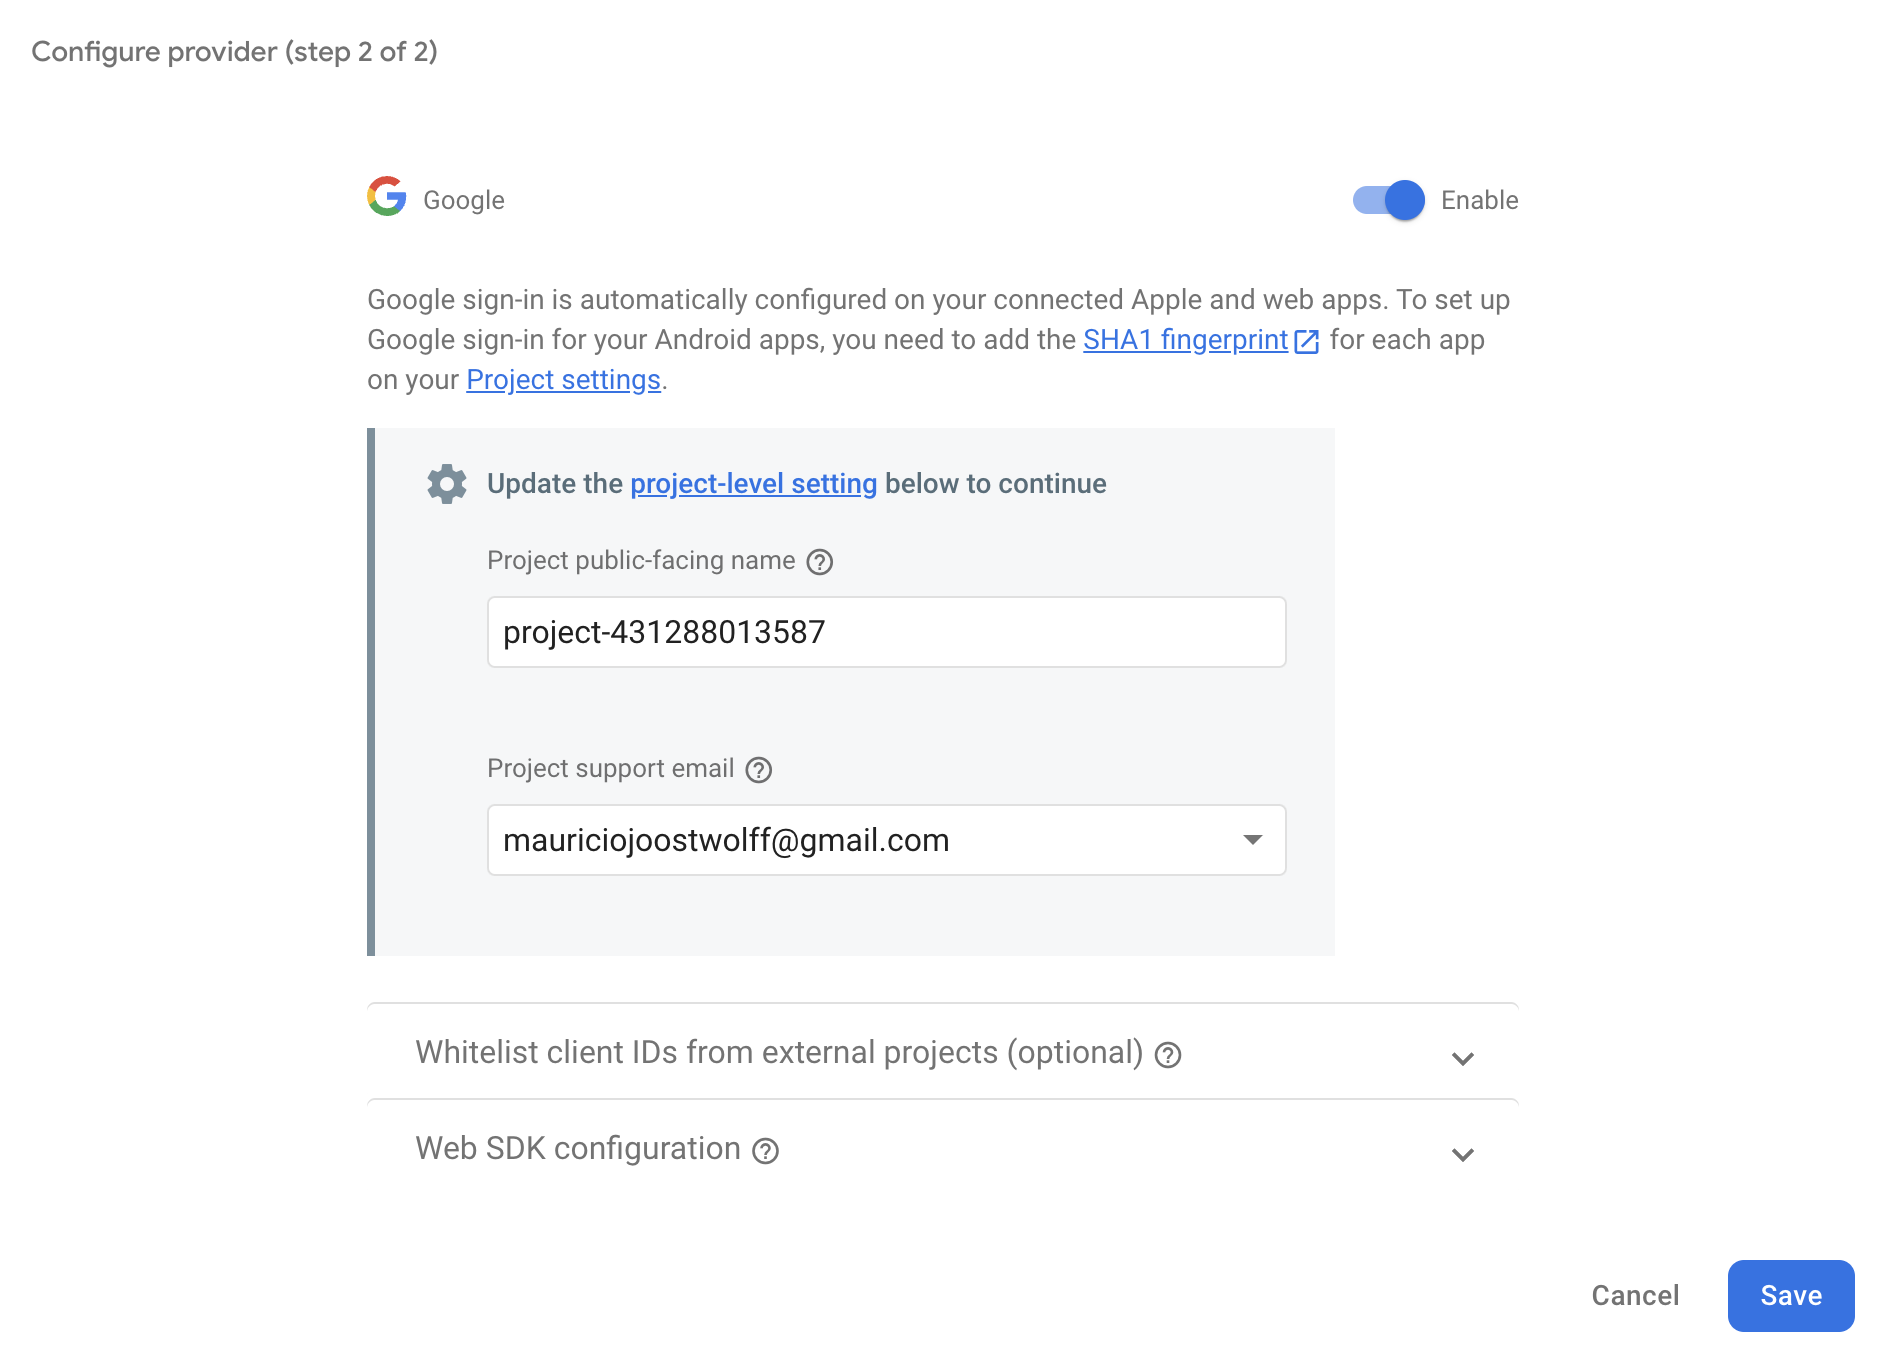 Configure provider (step 2 of 2)
Google
Enable
Google sign-in is automatically configured on your connected Apple and web apps. To set up
Google sign-in for your Android apps, you need to add the SHA1 fingerprint for each app
on your Project settings.
Update the project-level setting below to continue
Project public-facing name
project-431288013587
Project support email
mauriciojoostwolff@gmail.com
Whitelist client IDs from external projects (optional)
Web SDK configuration
Cancel
Save